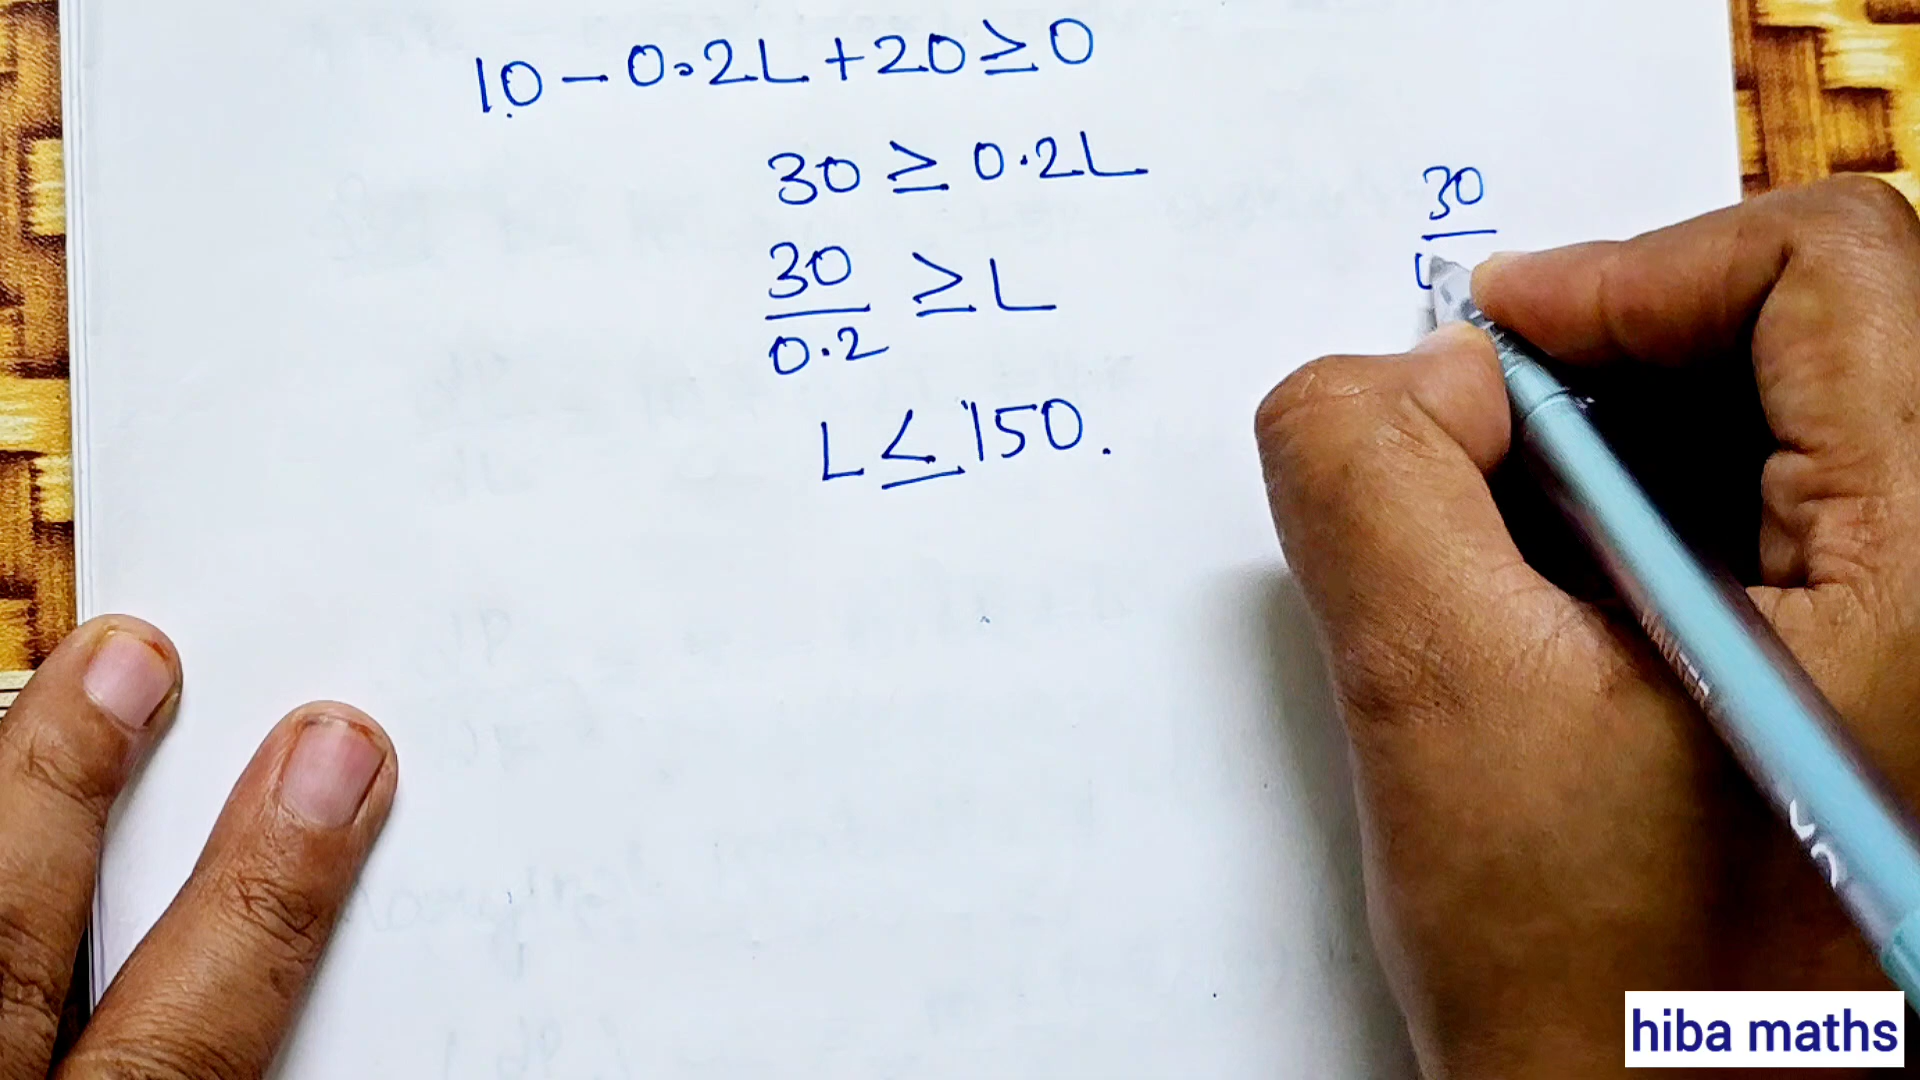 10 - 0.2L + 20 ≥ 0
30 ≥ 0.2L
30
0.2
≥ L
L ≤ 150.
30
hiba maths